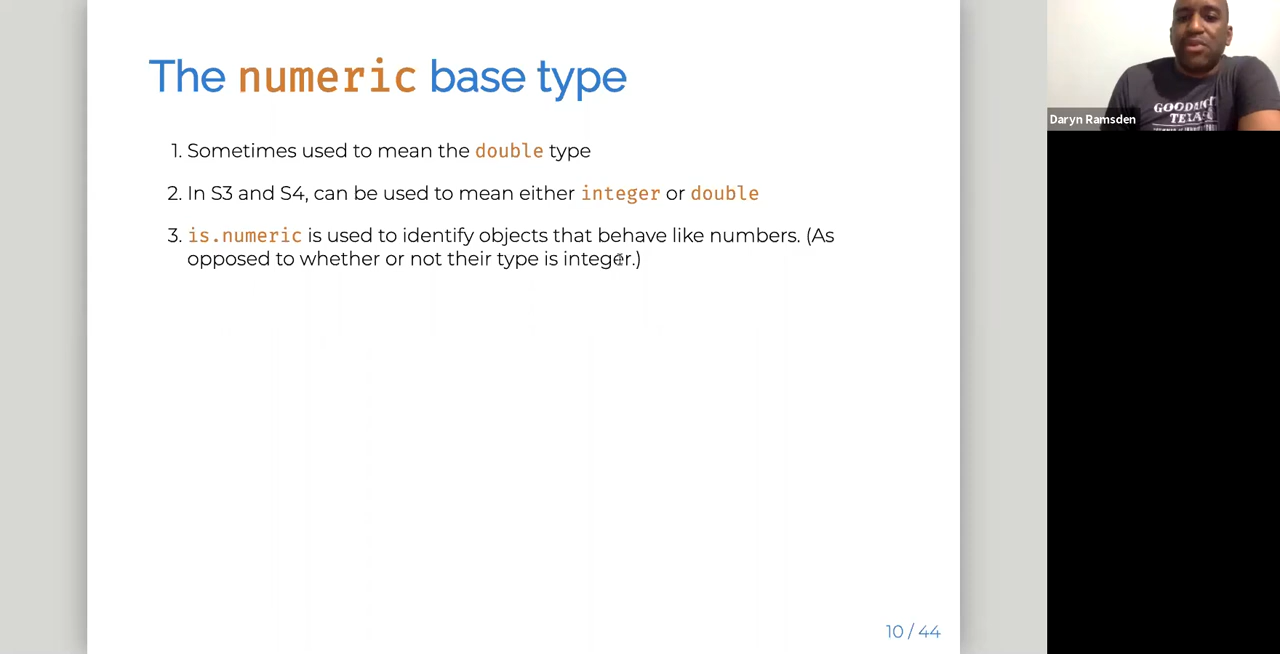 The numeric base type
1. Sometimes used to mean the double type
2. In S3 and S4, can be used to mean either integer or double
3. is.numeric is used to identify objects that behave like numbers. (As
opposed to whether or not their type is integer.)
10 / 44
Daryn Ramsden